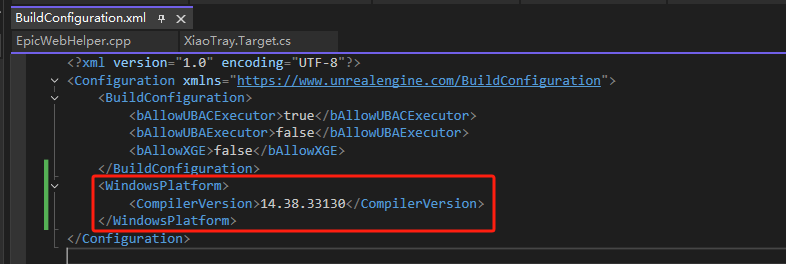 BuildConfiguration.xml
EpicWebHelper.cpp XiaoTray.Target.cs
<?xml version="1.0" encoding="UTF-8"?>
<Configuration xmlns="https://www.unrealengine.com/BuildConfiguration">
<BuildConfiguration>
<bAllowUBACExecutor>true</bAllowUBACExecutor>
<bAllowUBAExecutor>false</bAllowUBAExecutor>
<bAllowXGE>false</bAllowXGE>
</BuildConfiguration>
<WindowsPlatform>
<CompilerVersion>14.38.33130</CompilerVersion>
</WindowsPlatform>
</Configuration>